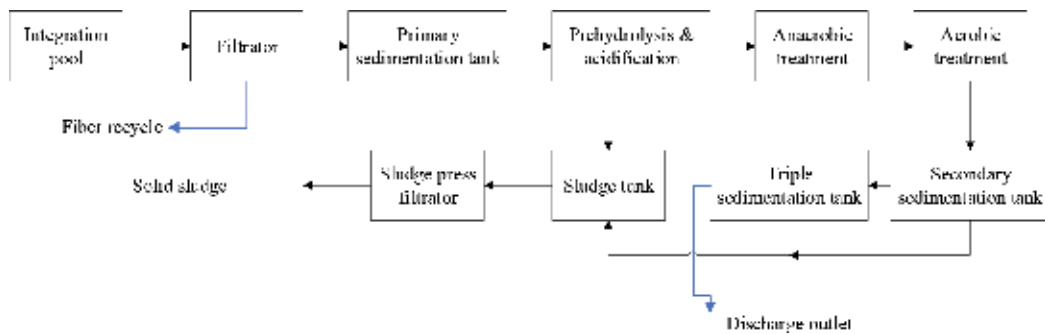 Integration
pool
Filtrator
Primary
sedimentation tank
Prehydrolysis &
acidification
Anaerobic
treatment
Aerobic
treatment
Fiber recycle
Solid sludge
Sludge press
filtrator
Sludge tank
Triple
sedimentation tank
Secondary
sedimentation tank
Discharge outlet